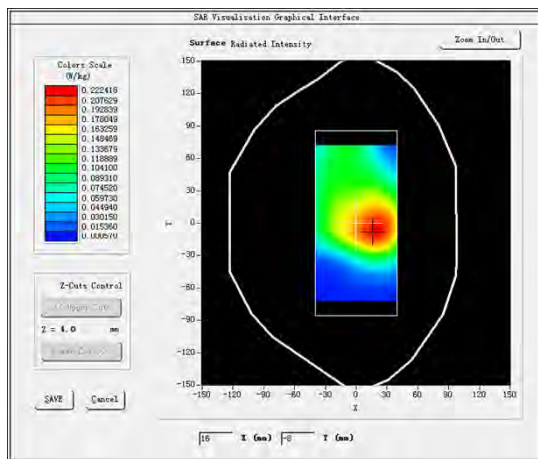 SAR Visualisation Graphical Interface
Surface Radiated Intensity
Zoom In/Out
Colors Scale
(W/kg)
0.222418
0.207629
0.192839
0.178049
0.163259
0.148469
0.133679
0.118889
0.104100
0.089310
0.074520
0.059730
0.044940
0.030150
0.015360
0.000570
150
120
90
60
30
0
-30
-60
-90
-120
-150
Y
-150 -120 -90 -60 -30 0 30 60 90 120 150
X
Z-Cuts Control
Z = 4.0 mm
SAVE
Cancel
16 X (mm) -8 Y (mm)